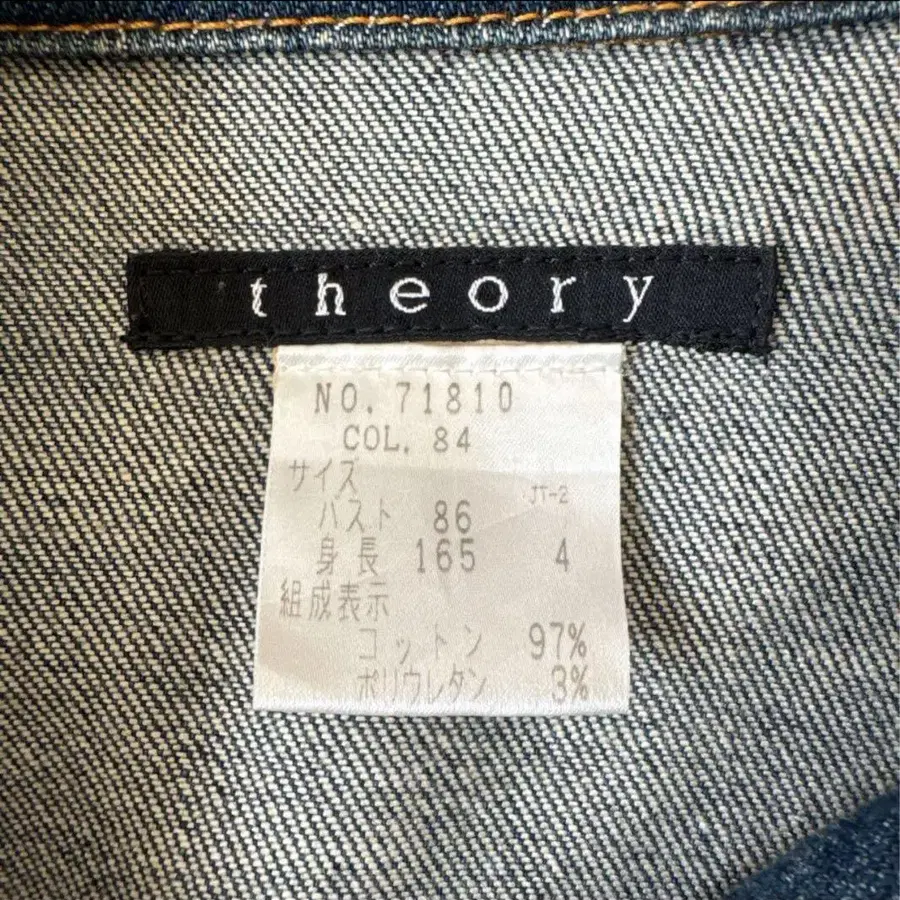 theory
NO. 71810
COL. 84
サイズ
JT-2
バスト 86
身長 165 4
組成表示
コットン 97%
ポリウレタン 3%